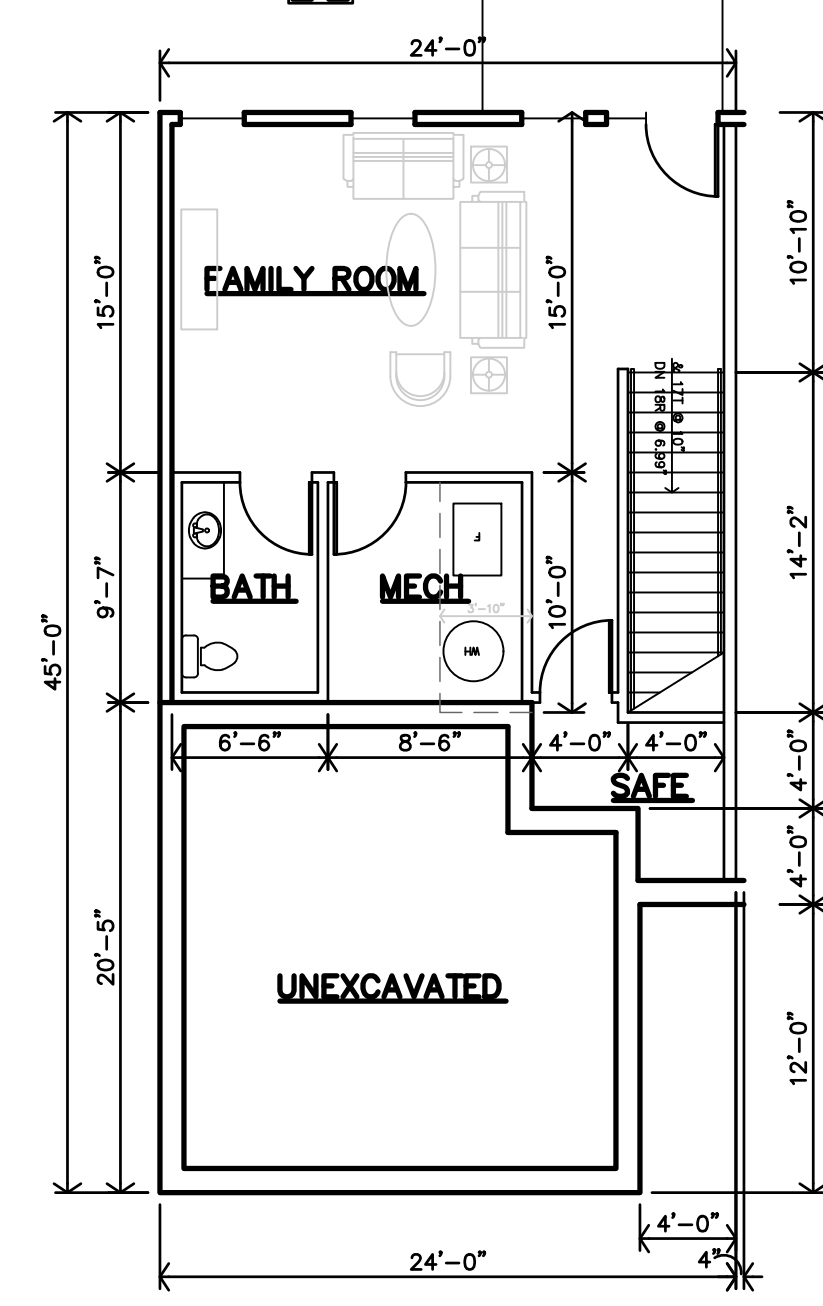 24'-0"
10'-10"
15'-0"
15'-0"
FAMILY ROOM
DN 18R @ 6.99"
& 17T @ 10"
14'-2"
F
9'-7"
BATH
MECH
10'-0"
3'-10"
45'-0"
WH
6'-6"
8'-6"
4'-0"
4'-0"
4'-0"
SAFE
4'-0"
20'-5"
UNEXCAVATED
12'-0"
4'-0"
24'-0"
4"